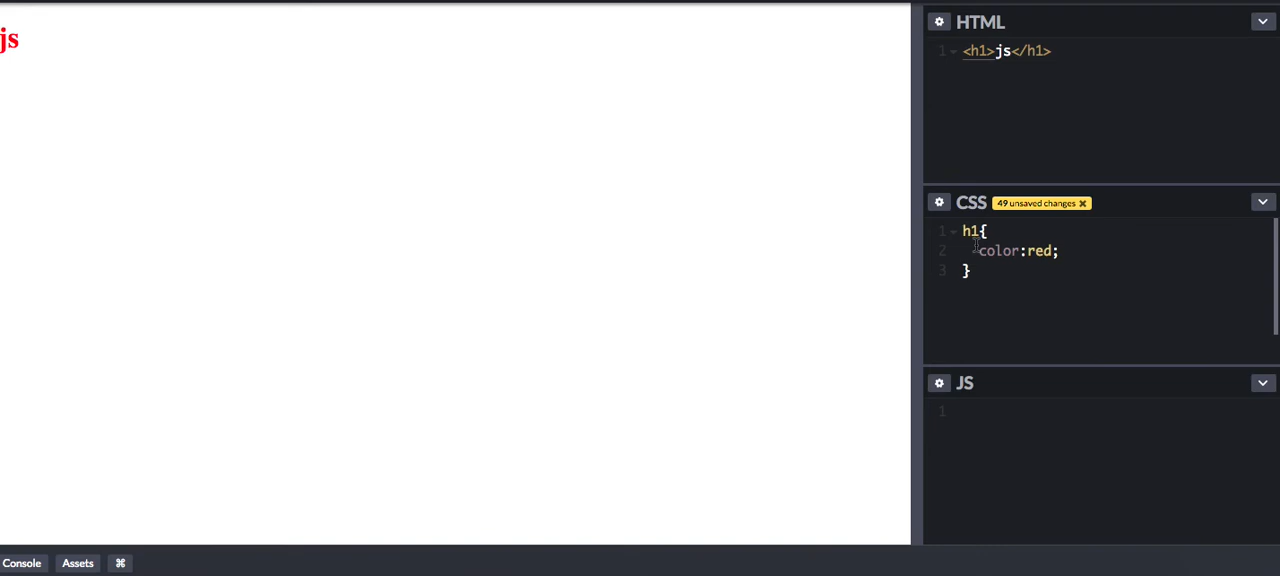 js
HTML
1 <h1>js</h1>
CSS 49 unsaved changes ×
1 h1{
2 color:red;
3 }
JS
1
Console Assets ⌘